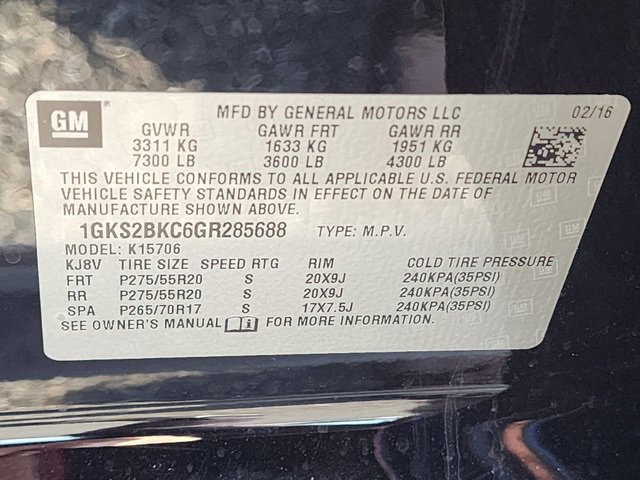 GM ® MFD BY GENERAL MOTORS LLC 02/16
GVWR GAWR FRT GAWR RR
3311 KG 1633 KG 1951 KG
7300 LB 3600 LB 4300 LB
THIS VEHICLE CONFORMS TO ALL APPLICABLE U.S. FEDERAL MOTOR
VEHICLE SAFETY STANDARDS IN EFFECT ON THE DATE OF
MANUFACTURE SHOWN ABOVE.
1GKS2BKC6GR285688 TYPE: M.P.V.
MODEL: K15706
KJ8V TIRE SIZE SPEED RTG RIM COLD TIRE PRESSURE
FRT P275/55R20 S 20X9J 240KPA(35PSI)
RR P275/55R20 S 20X9J 240KPA(35PSI)
SPA P265/70R17 S 17X7.5J 240KPA(35PSI)
SEE OWNER'S MANUAL FOR MORE INFORMATION.